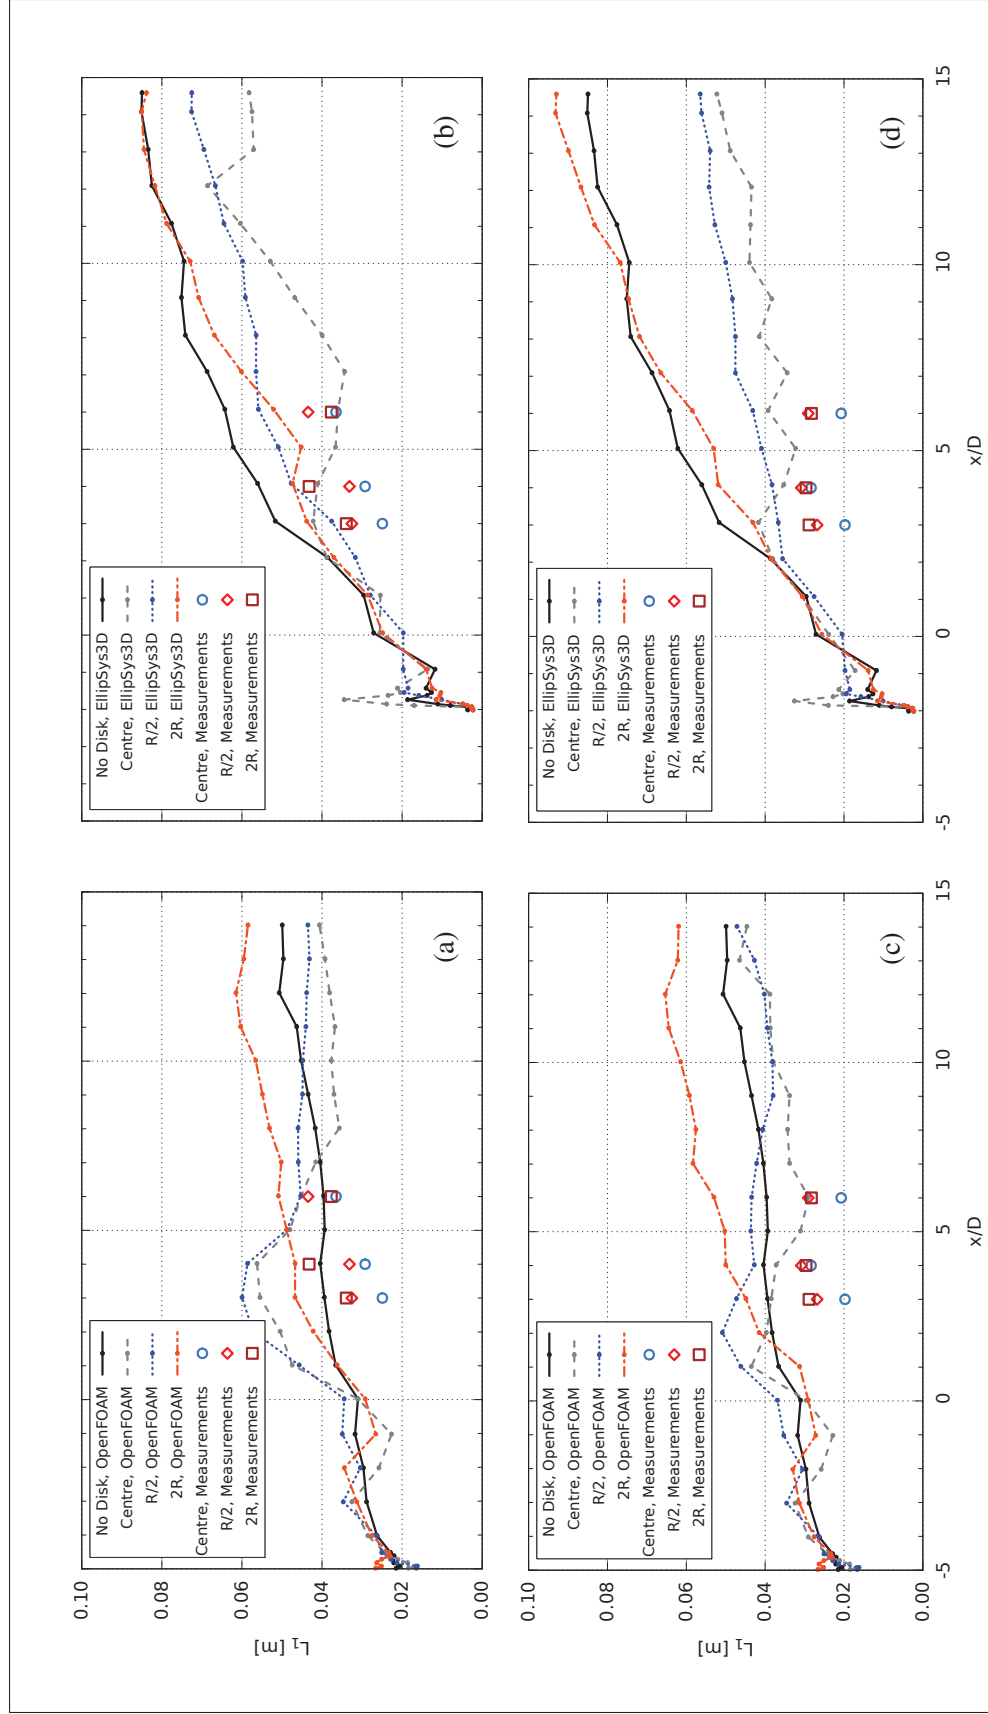 L1 [m]
0.10
0.08
0.06
0.04
0.02
0.00
No Disk, OpenFOAM
Centre, OpenFOAM
R/2, OpenFOAM
2R, OpenFOAM
Centre, Measurements
R/2, Measurements
2R, Measurements
(a)
No Disk, EllipSys3D
Centre, EllipSys3D
R/2, EllipSys3D
2R, EllipSys3D
Centre, Measurements
R/2, Measurements
2R, Measurements
(b)
L1 [m]
0.10
0.08
0.06
0.04
0.02
0.00
No Disk, OpenFOAM
Centre, OpenFOAM
R/2, OpenFOAM
2R, OpenFOAM
Centre, Measurements
R/2, Measurements
2R, Measurements
(c)
-5
0
5
10
15
x/D
No Disk, EllipSys3D
Centre, EllipSys3D
R/2, EllipSys3D
2R, EllipSys3D
Centre, Measurements
R/2, Measurements
2R, Measurements
(d)
-5
0
5
10
15
x/D